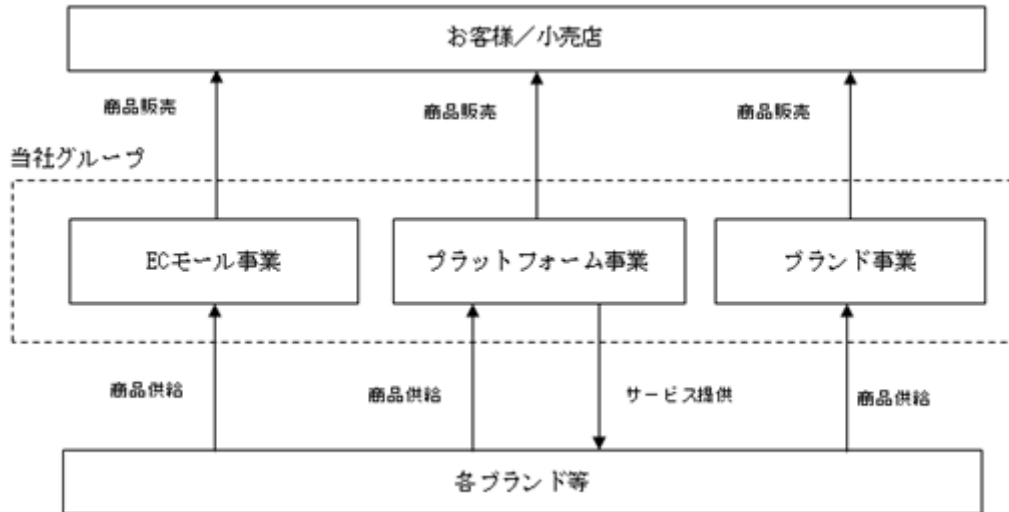 お客様／小売店
商品販売
商品販売
商品販売
当社グループ
ECモール事業
プラットフォーム事業
ブランド事業
商品供給
商品供給
サービス提供
商品供給
各ブランド等